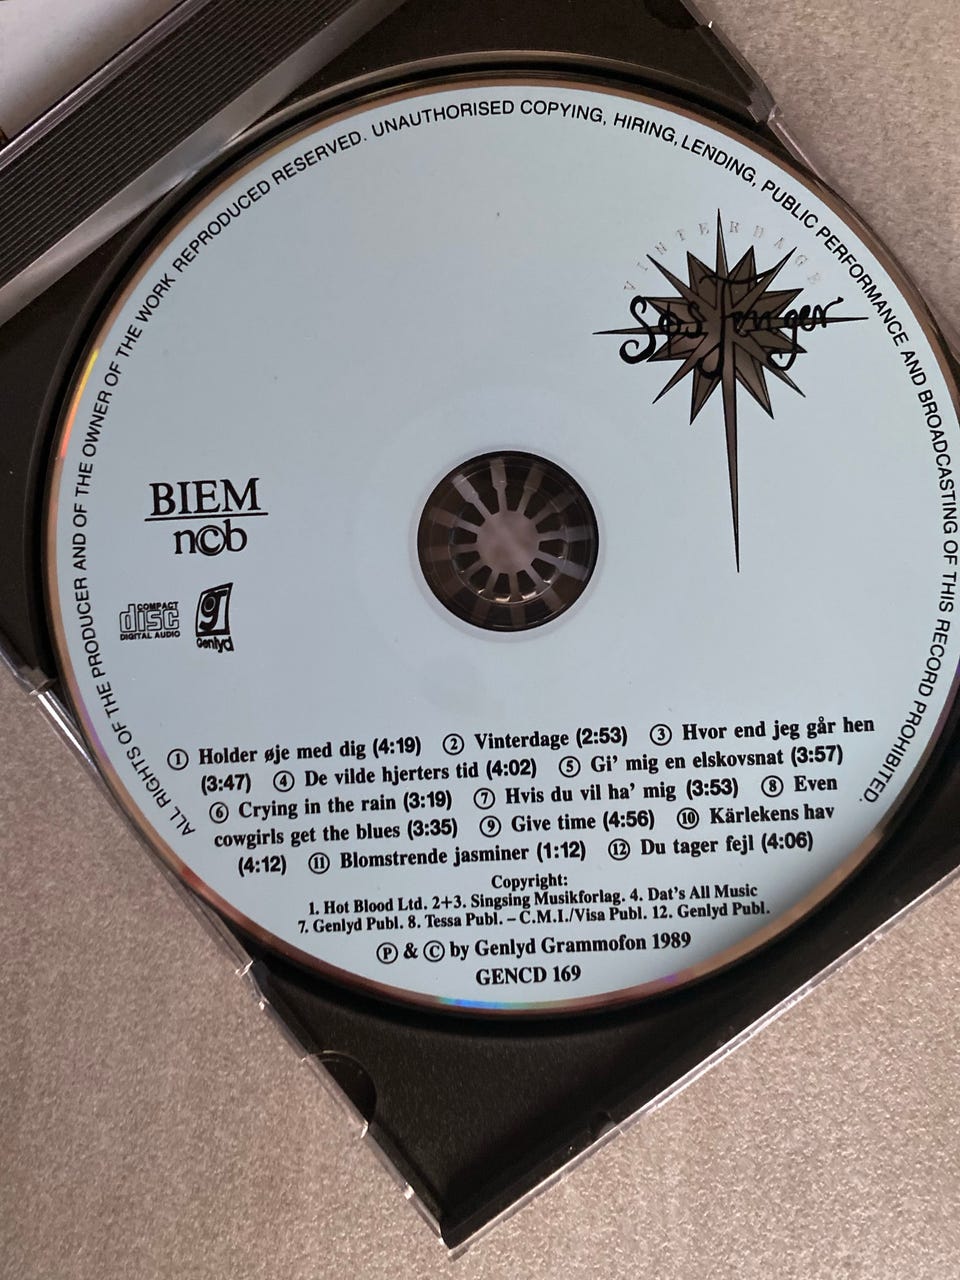 ALL RIGHTS OF THE PRODUCER AND OF THE OWNER OF THE WORK REPRODUCED RESERVED. UNAUTHORISED COPYING, HIRING, LENDING, PUBLIC PERFORMANCE AND BROADCASTING OF THIS RECORD PROHIBITED.
VINTERDAGE
Søs Fenger
BIEM
n©b
COMPACT
disc
DIGITAL AUDIO
g
Genlyd
① Holder øje med dig (4:19) ② Vinterdage (2:53) ③ Hvor end jeg går hen
(3:47) ④ De vilde hjerters tid (4:02) ⑤ Gi' mig en elskovsnat (3:57)
⑥ Crying in the rain (3:19) ⑦ Hvis du vil ha' mig (3:53) ⑧ Even
cowgirls get the blues (3:35) ⑨ Give time (4:56) ⑩ Kärlekens hav
(4:12) ⑪ Blomstrende jasminer (1:12) ⑫ Du tager fejl (4:06)
Copyright:
1. Hot Blood Ltd. 2+3. Singsing Musikforlag. 4. Dat's All Music
7. Genlyd Publ. 8. Tessa Publ. – C.M.I./Visa Publ. 12. Genlyd Publ.
Ⓟ & © by Genlyd Grammofon 1989
GENCD 169